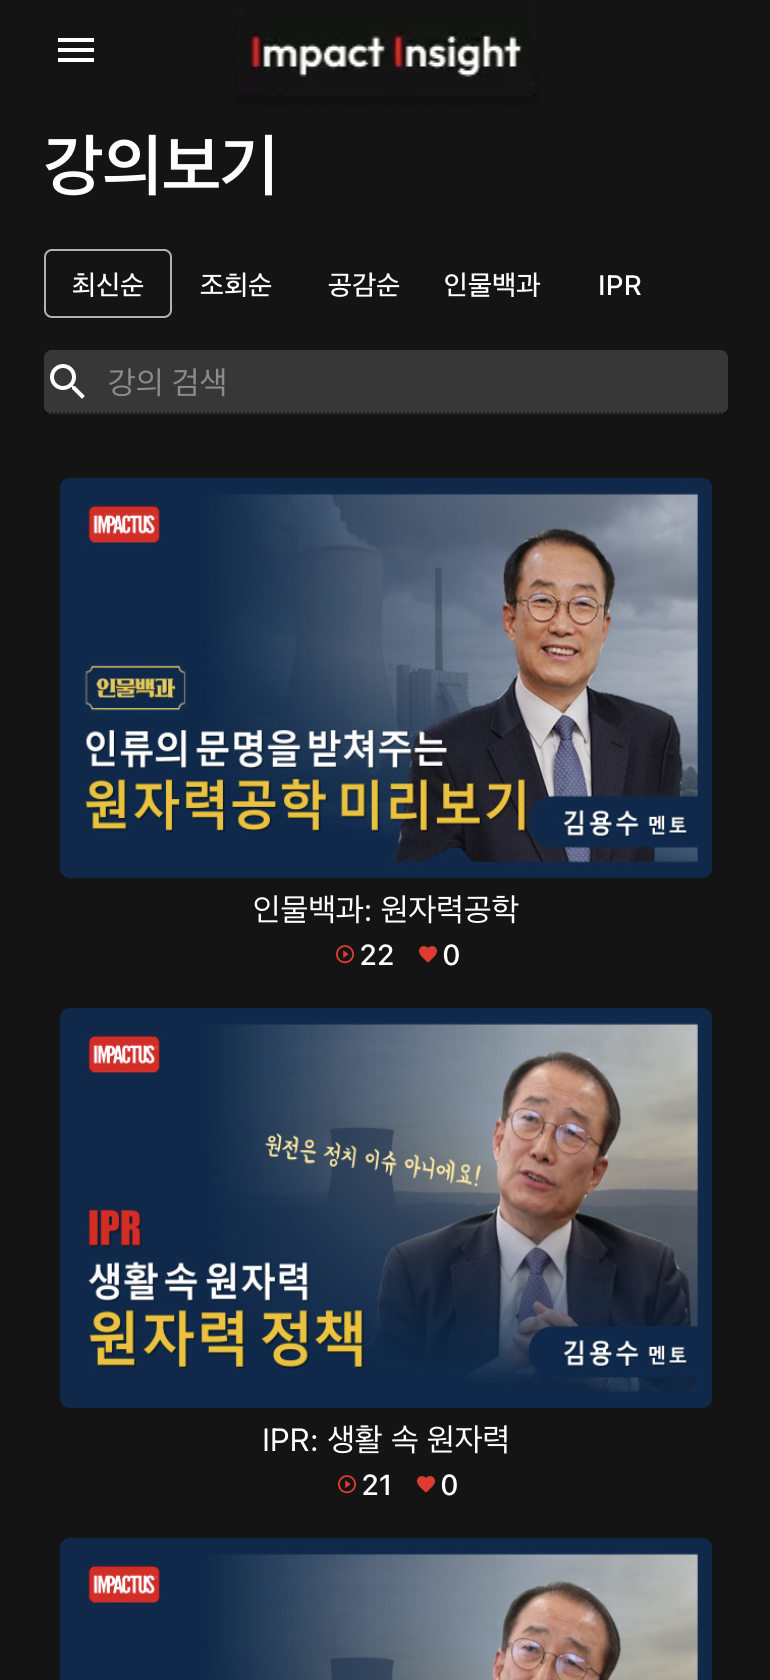 Impact Insight
강의보기
최신순 조회순 공감순 인물백과 IPR
강의 검색
IMPACTUS
인물백과
인류의 문명을 받쳐주는
원자력공학 미리보기
김용수 멘토
인물백과: 원자력공학
22 0
IMPACTUS
원전은 정치 이슈 아니에요!
IPR
생활 속 원자력
원자력 정책
김용수 멘토
IPR: 생활 속 원자력
21 0
IMPACTUS